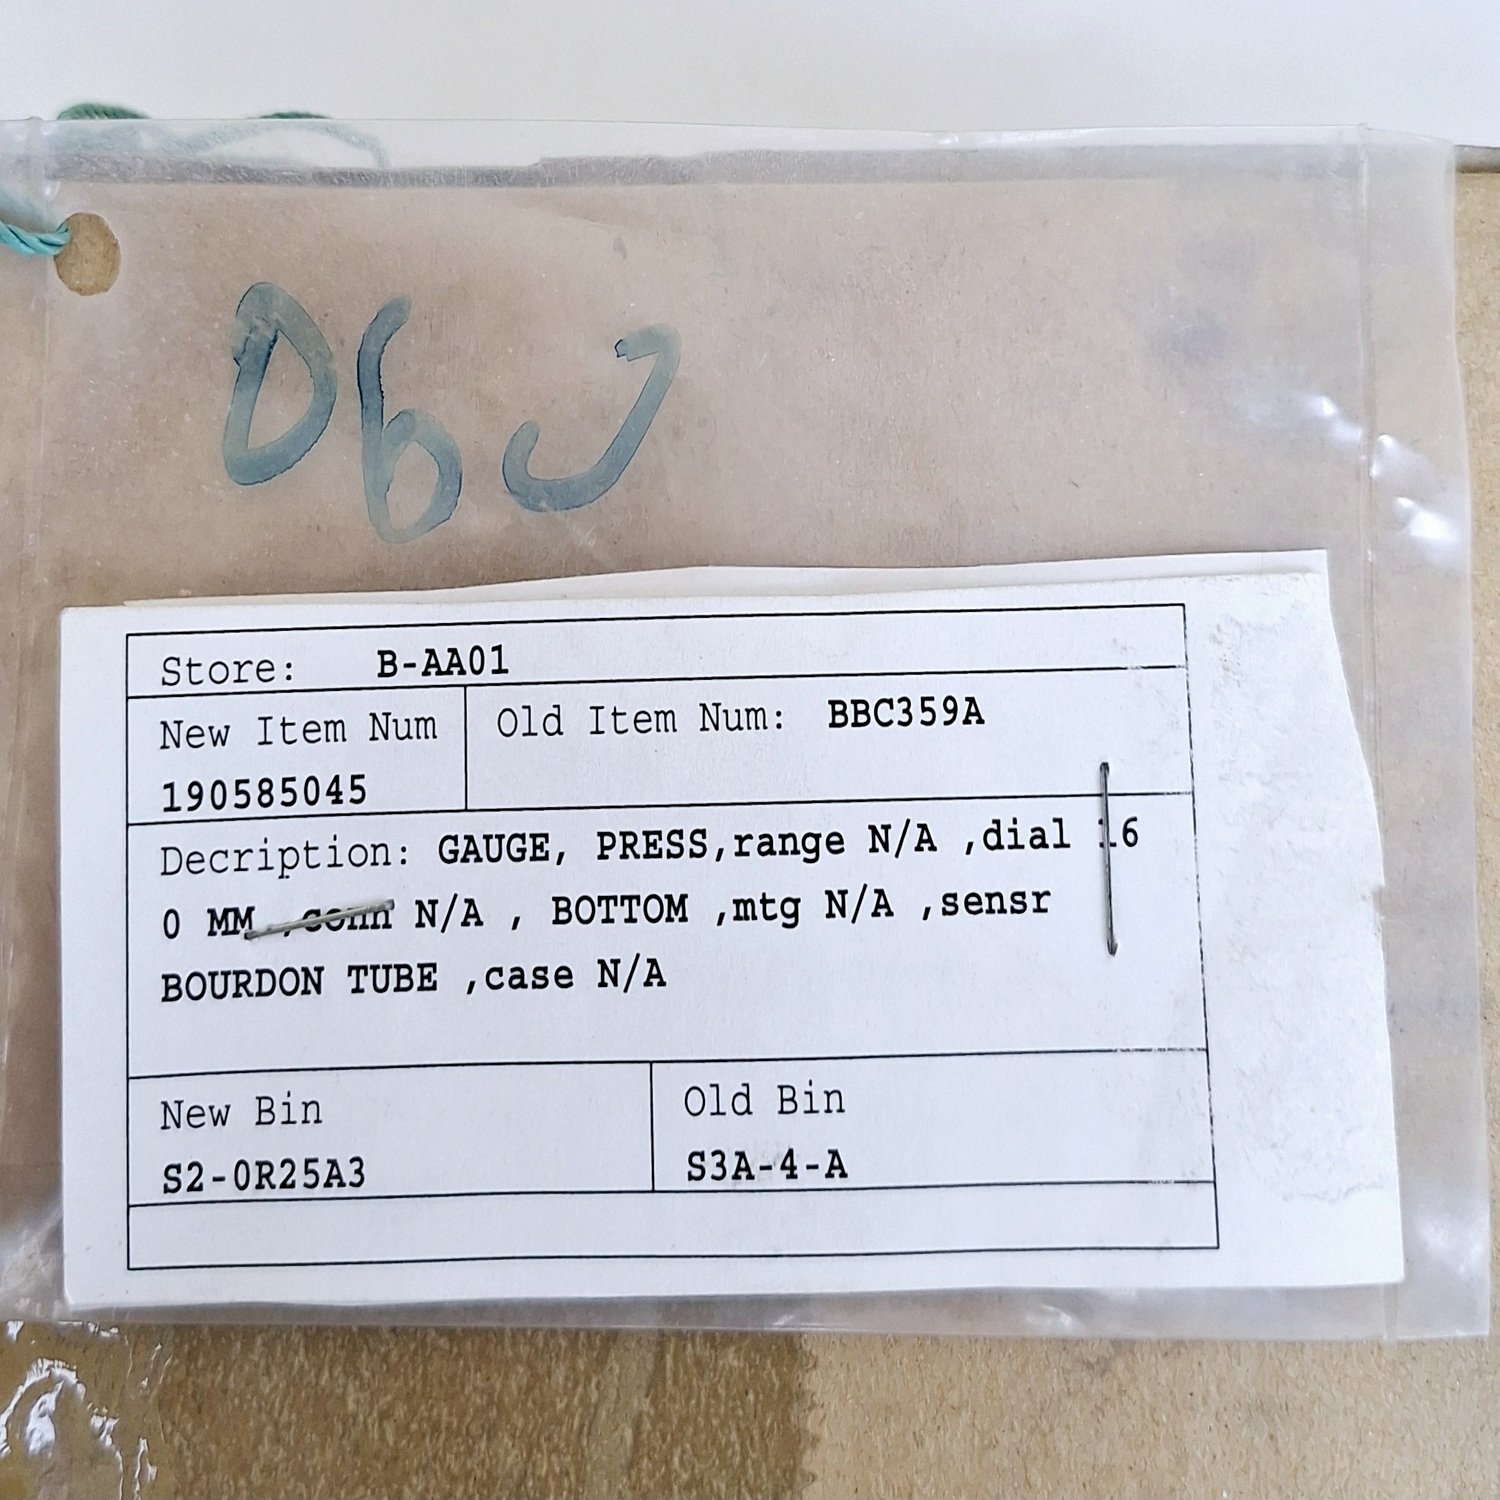 D6J
Store: B-AA01
New Item Num
190585045
Old Item Num: BBC359A
Decription: GAUGE, PRESS,range N/A ,dial 16
0 MM ,conn N/A , BOTTOM ,mtg N/A ,sensr
BOURDON TUBE ,case N/A
New Bin
S2-0R25A3
Old Bin
S3A-4-A